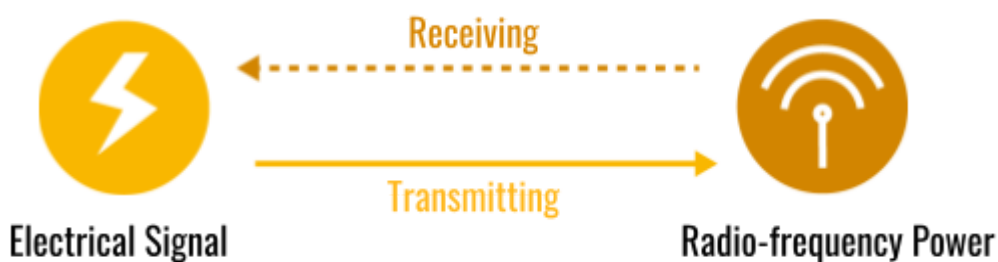 Receiving
Transmitting
Electrical Signal
Radio-frequency Power